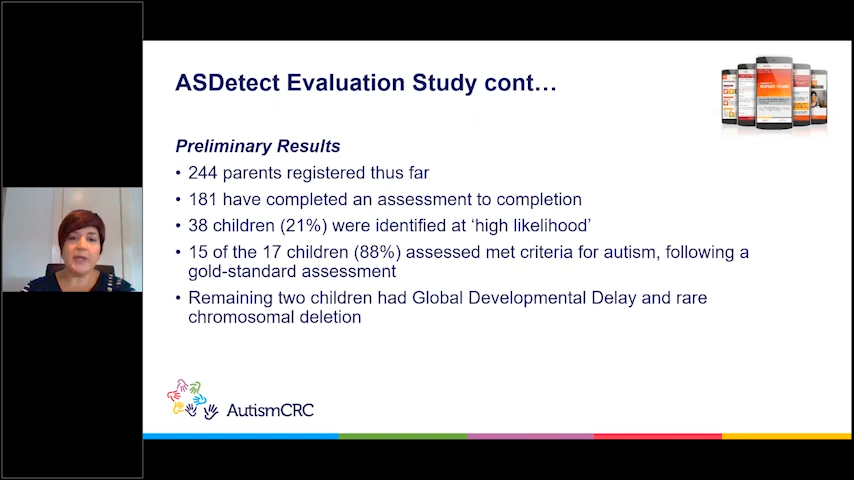 ASDetect Evaluation Study cont…
Preliminary Results
• 244 parents registered thus far
• 181 have completed an assessment to completion
• 38 children (21%) were identified at ‘high likelihood’
• 15 of the 17 children (88%) assessed met criteria for autism, following a
gold-standard assessment
• Remaining two children had Global Developmental Delay and rare
chromosomal deletion
AutismCRC